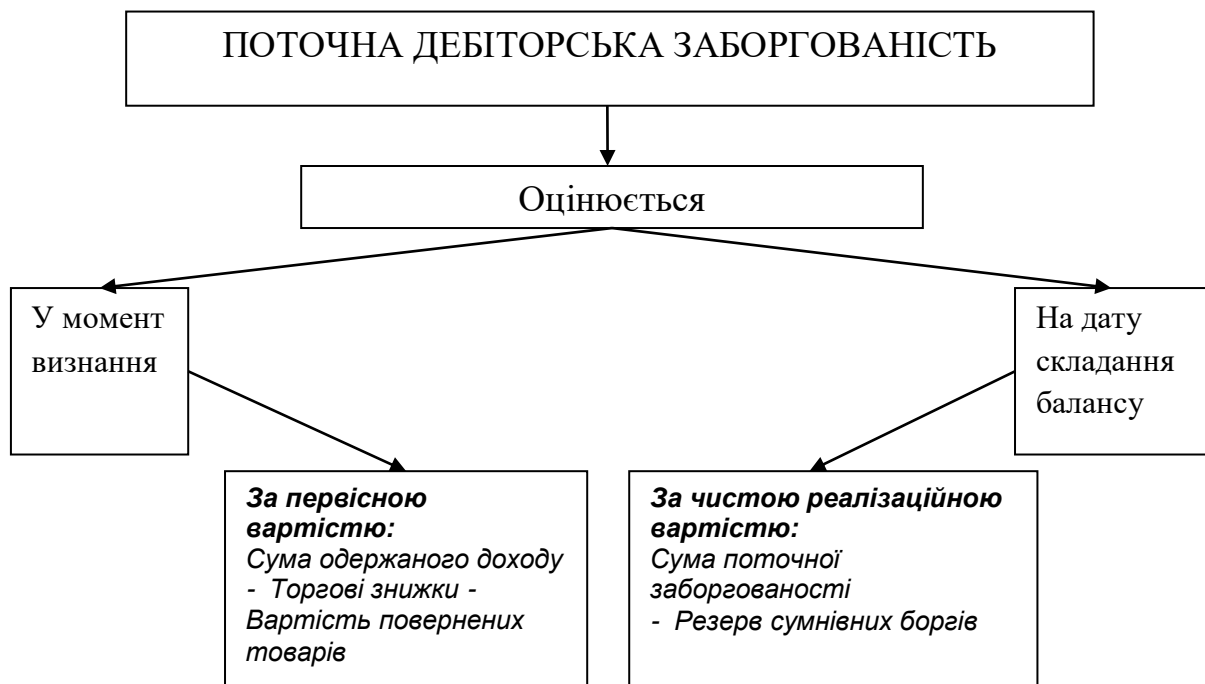 ПОТОЧНА ДЕБІТОРСЬКА ЗАБОРГОВАНІСТЬ
Оцінюється
У момент
визнання
На дату
складання
балансу
За первісною
вартістю:
Сума одержаного доходу
- Торгові знижки -
Вартість повернених
товарів
За чистою реалізаційною
вартістю:
Сума поточної
заборгованості
- Резерв сумнівних боргів